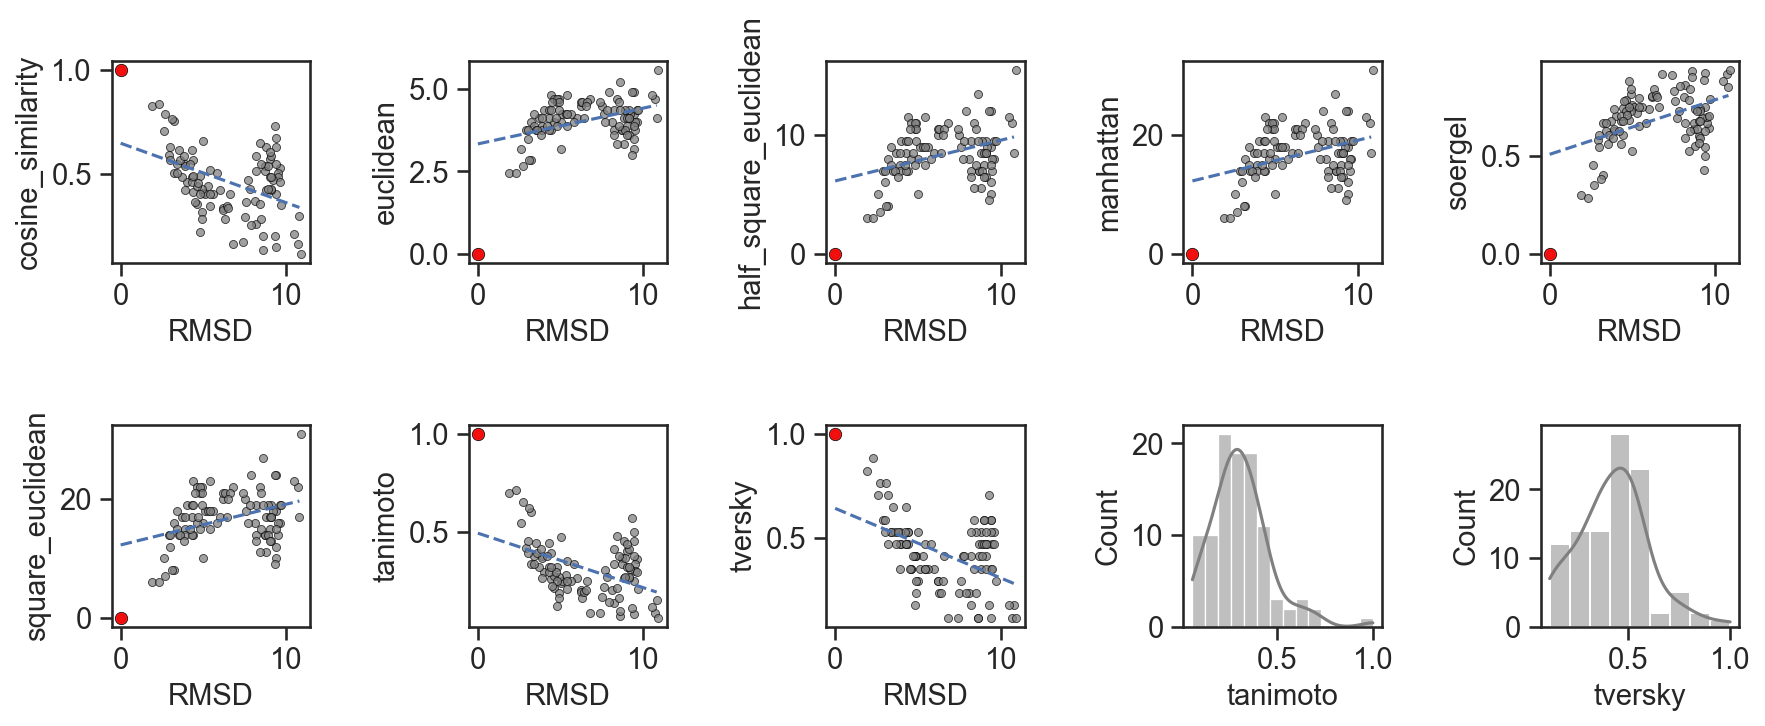 cosine_similarity
1.0
0.5
0
10
RMSD
euclidean
5.0
2.5
0.0
0
10
RMSD
half_square_euclidean
10
0
0
10
RMSD
manhattan
20
0
0
10
RMSD
soergel
0.5
0.0
0
10
RMSD
square_euclidean
20
0
0
10
RMSD
tanimoto
1.0
0.5
0
10
RMSD
tversky
1.0
0.5
0
10
RMSD
Count
20
10
0
0.5
1.0
tanimoto
Count
20
10
0
0.5
1.0
tversky